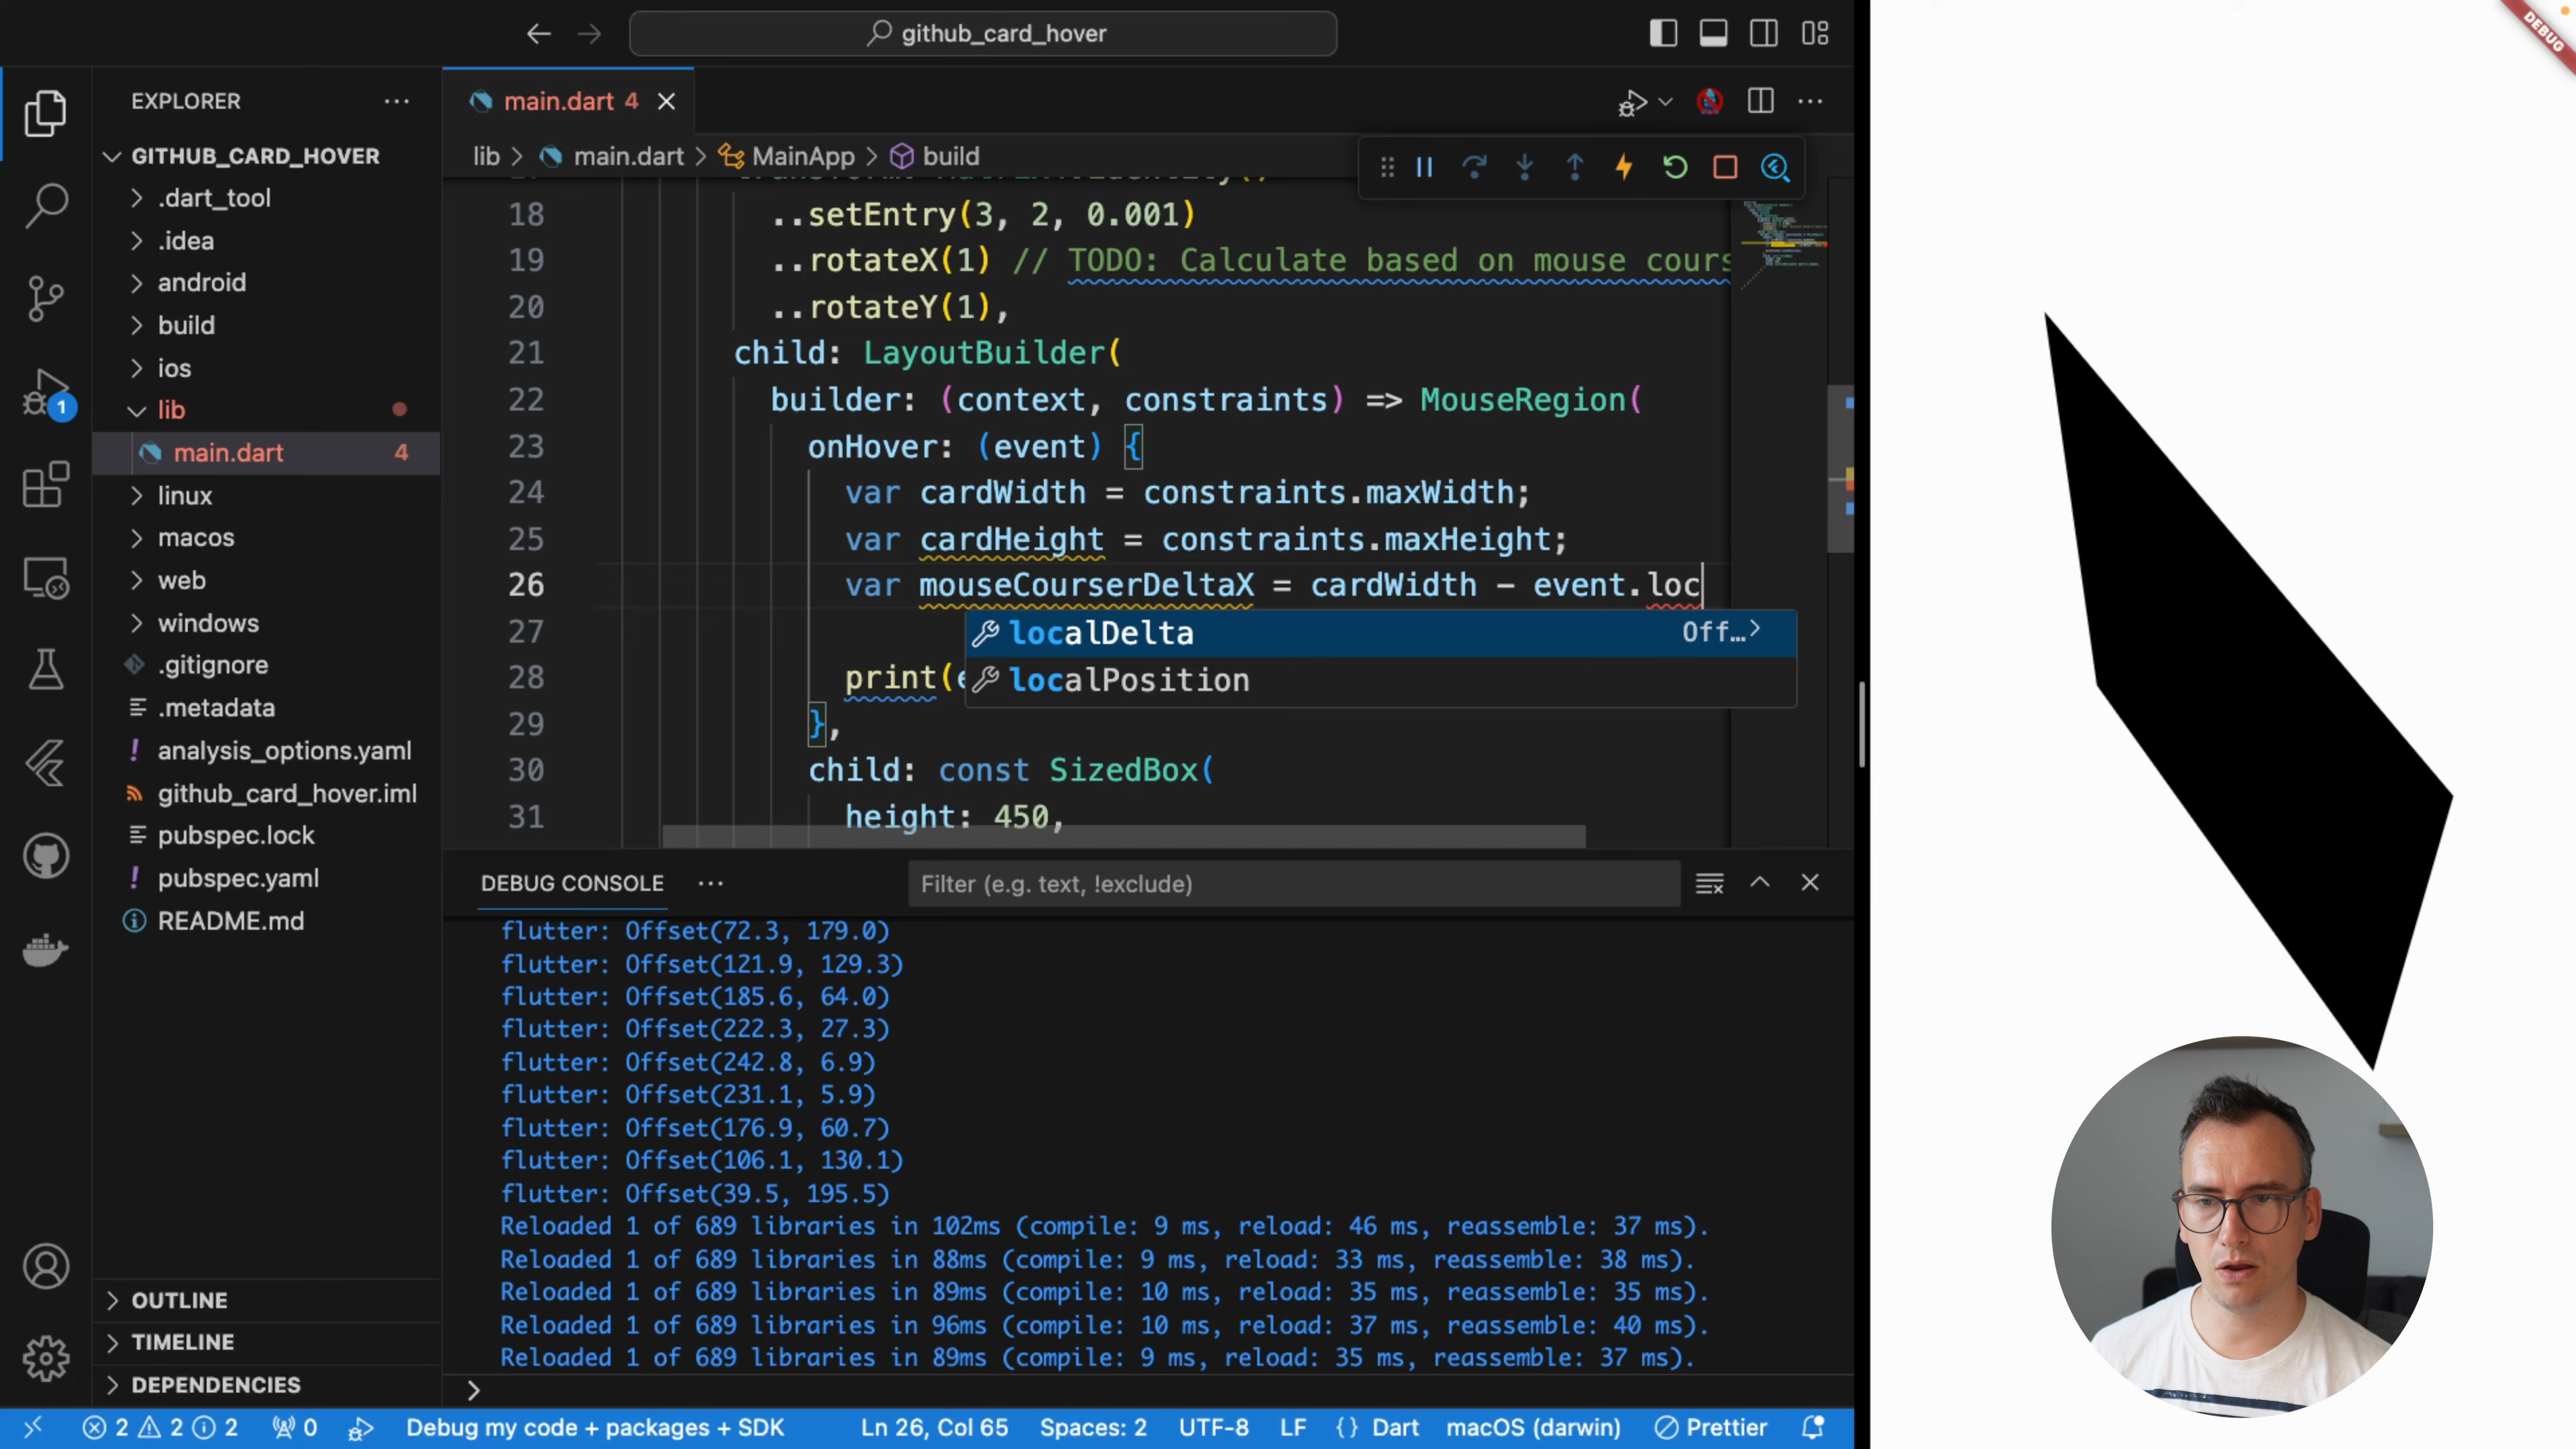 github_card_hover
EXPLORER
GITHUB_CARD_HOVER
.dart_tool
.idea
android
build
ios
lib
main.dart 4
linux
macos
web
windows
.gitignore
.metadata
analysis_options.yaml
github_card_hover.iml
pubspec.lock
pubspec.yaml
README.md
OUTLINE
TIMELINE
DEPENDENCIES
1
main.dart 4
lib > main.dart > MainApp > build
18 ..setEntry(3, 2, 0.001)
19 ..rotateX(1) // TODO: Calculate based on mouse cours
20 ..rotateY(1),
21 child: LayoutBuilder(
22 builder: (context, constraints) => MouseRegion(
23 onHover: (event) {
24 var cardWidth = constraints.maxWidth;
25 var cardHeight = constraints.maxHeight;
26 var mouseCourserDeltaX = cardWidth - event.loc
27 localDelta Off…
28 print( localPosition
29 },
30 child: const SizedBox(
31 height: 450,
DEBUG CONSOLE
Filter (e.g. text, !exclude)
flutter: Offset(72.3, 179.0)
flutter: Offset(121.9, 129.3)
flutter: Offset(185.6, 64.0)
flutter: Offset(222.3, 27.3)
flutter: Offset(242.8, 6.9)
flutter: Offset(231.1, 5.9)
flutter: Offset(176.9, 60.7)
flutter: Offset(106.1, 130.1)
flutter: Offset(39.5, 195.5)
Reloaded 1 of 689 libraries in 102ms (compile: 9 ms, reload: 46 ms, reassemble: 37 ms).
Reloaded 1 of 689 libraries in 88ms (compile: 9 ms, reload: 33 ms, reassemble: 38 ms).
Reloaded 1 of 689 libraries in 89ms (compile: 10 ms, reload: 35 ms, reassemble: 35 ms).
Reloaded 1 of 689 libraries in 96ms (compile: 10 ms, reload: 37 ms, reassemble: 40 ms).
Reloaded 1 of 689 libraries in 89ms (compile: 9 ms, reload: 35 ms, reassemble: 37 ms).
2 2 2 0 Debug my code + packages + SDK Ln 26, Col 65 Spaces: 2 UTF-8 LF {} Dart macOS (darwin) Prettier
DEBUG